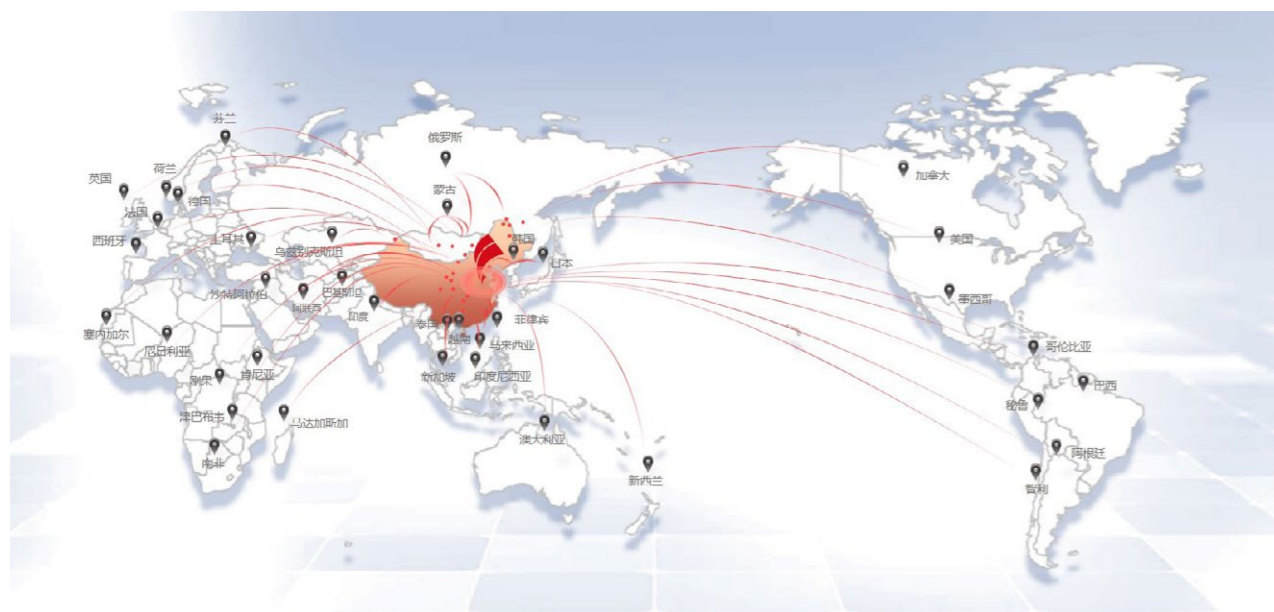 芬兰
俄罗斯
荷兰
英国
德国
加拿大
蒙古
法国
西班牙
土耳其
韩国
美国
乌兹别克斯坦
日本
沙特阿拉伯
巴基斯坦
阿联酋
墨西哥
印度
泰国
菲律宾
塞内加尔
越南
马来西亚
尼日利亚
哥伦比亚
刚果
肯尼亚
新加坡
印度尼西亚
巴西
秘鲁
津巴布韦
马达加斯加
澳大利亚
阿根廷
南非
新西兰
智利